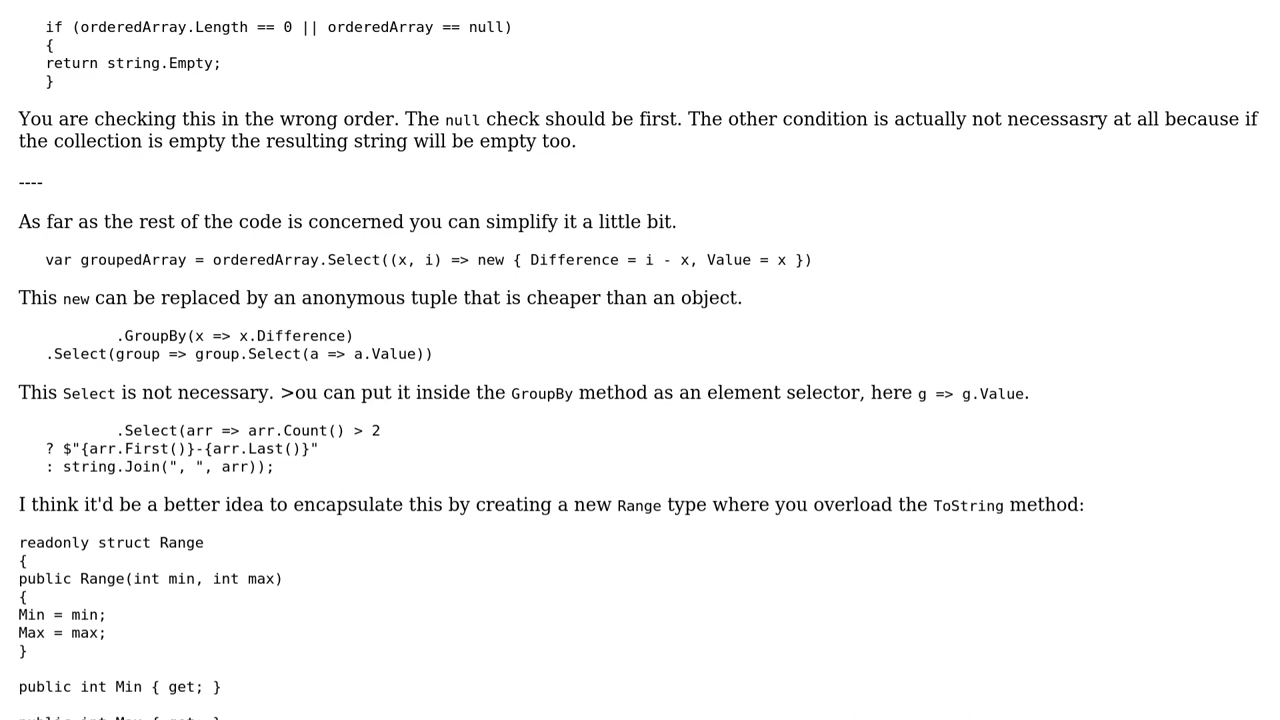 if (orderedArray.Length == 0 || orderedArray == null)
{
return string.Empty;
}
You are checking this in the wrong order. The null check should be first. The other condition is actually not necessasry at all because if
the collection is empty the resulting string will be empty too.
----
As far as the rest of the code is concerned you can simplify it a little bit.
var groupedArray = orderedArray.Select((x, i) => new { Difference = i - x, Value = x })
This new can be replaced by an anonymous tuple that is cheaper than an object.
.GroupBy(x => x.Difference)
.Select(group => group.Select(a => a.Value))
This Select is not necessary. >ou can put it inside the GroupBy method as an element selector, here g => g.Value.
.Select(arr => arr.Count() > 2
? $"{arr.First()}-{arr.Last()}"
: string.Join(", ", arr));
I think it'd be a better idea to encapsulate this by creating a new Range type where you overload the ToString method:
readonly struct Range
{
public Range(int min, int max)
{
Min = min;
Max = max;
}
public int Min { get; }
public int Max { get; }